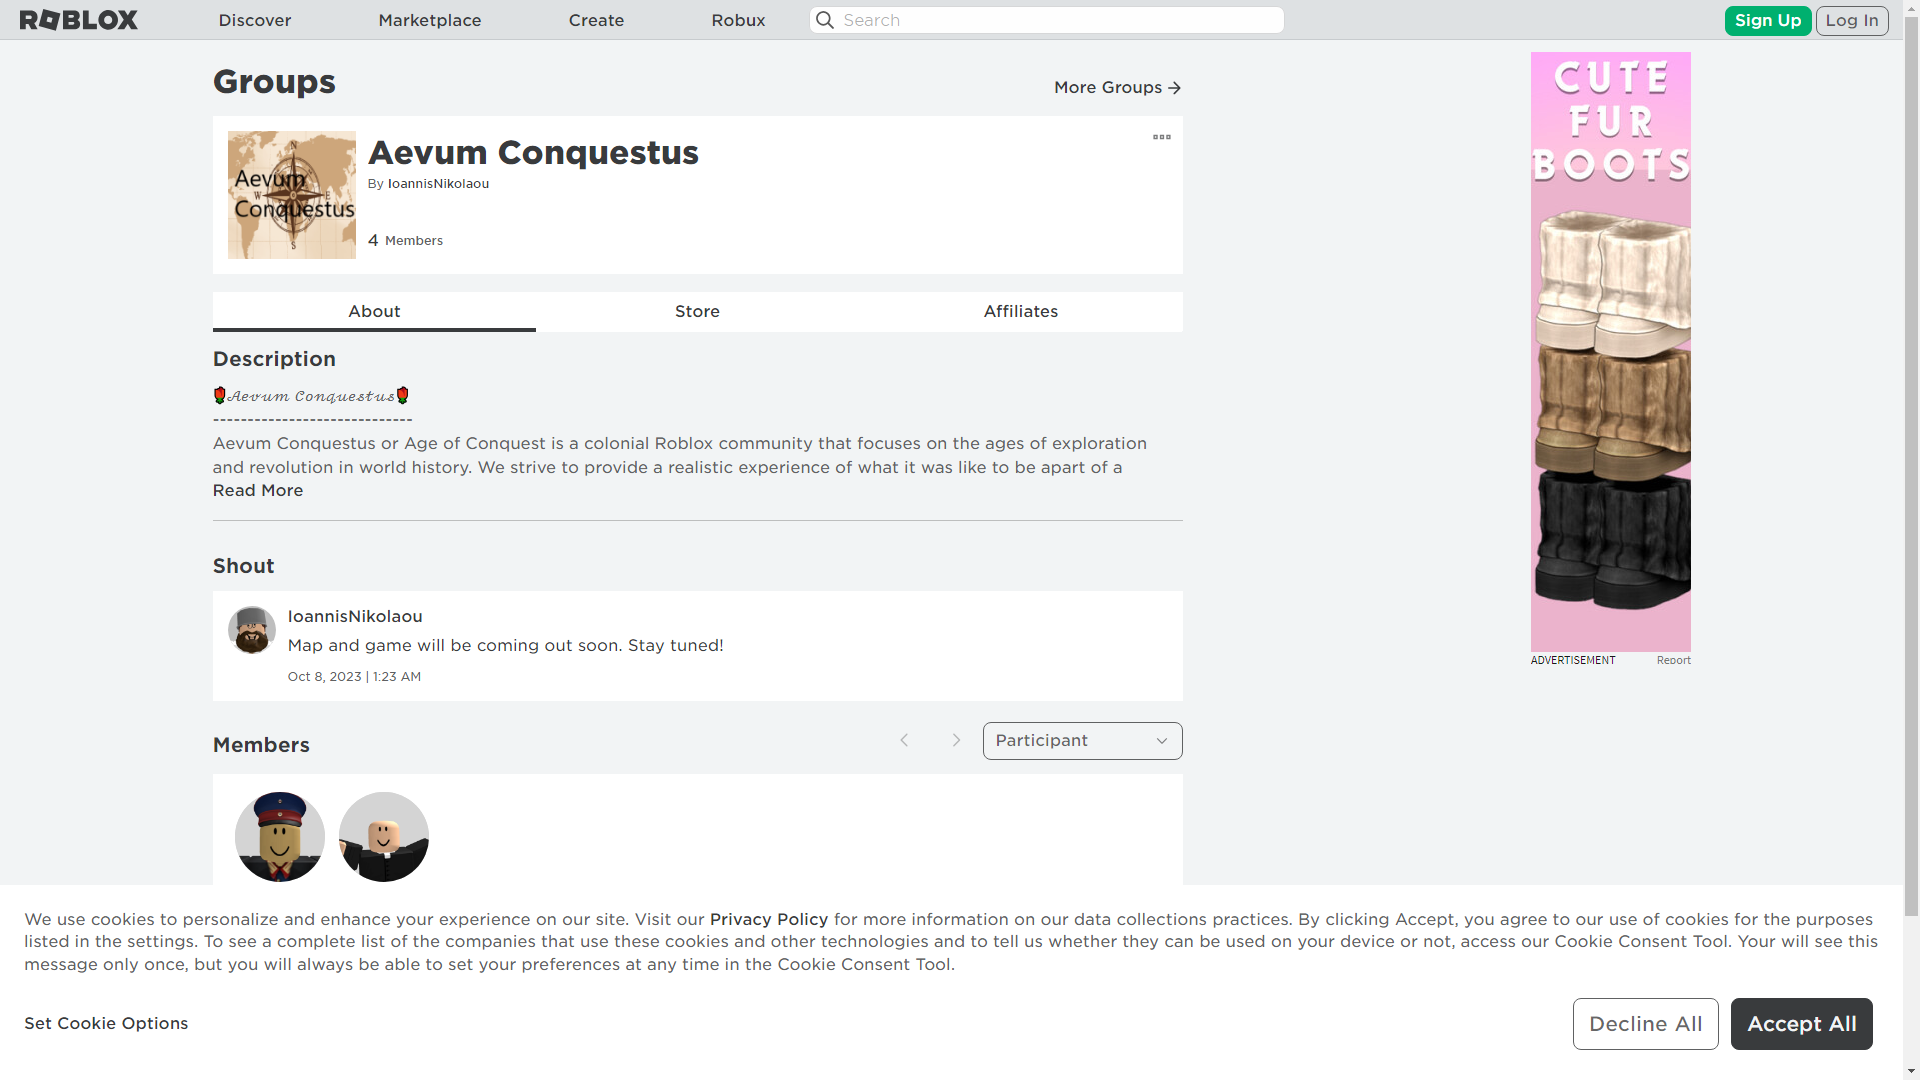 ROBLOX Discover Marketplace Create Robux Search Sign Up Log In
Groups
More Groups
Aevum Conquestus
By IoannisNikolaou
4 Members
Aevum
Conquestus
N
W E
S
About Store Affiliates
Description
🌹𝓐𝓮𝓿𝓾𝓶 𝓒𝓸𝓷𝓺𝓾𝓮𝓼𝓽𝓾𝓼🌹
-----------------------------
Aevum Conquestus or Age of Conquest is a colonial Roblox community that focuses on the ages of exploration
and revolution in world history. We strive to provide a realistic experience of what it was like to be apart of a
Read More
Shout
IoannisNikolaou
Map and game will be coming out soon. Stay tuned!
Oct 8, 2023 | 1:23 AM
Members
Participant
CUTE
FUR
BOOTS
ADVERTISEMENT Report
We use cookies to personalize and enhance your experience on our site. Visit our Privacy Policy for more information on our data collections practices. By clicking Accept, you agree to our use of cookies for the purposes
listed in the settings. To see a complete list of the companies that use these cookies and other technologies and to tell us whether they can be used on your device or not, access our Cookie Consent Tool. Your will see this
message only once, but you will always be able to set your preferences at any time in the Cookie Consent Tool.
Set Cookie Options
Decline All
Accept All